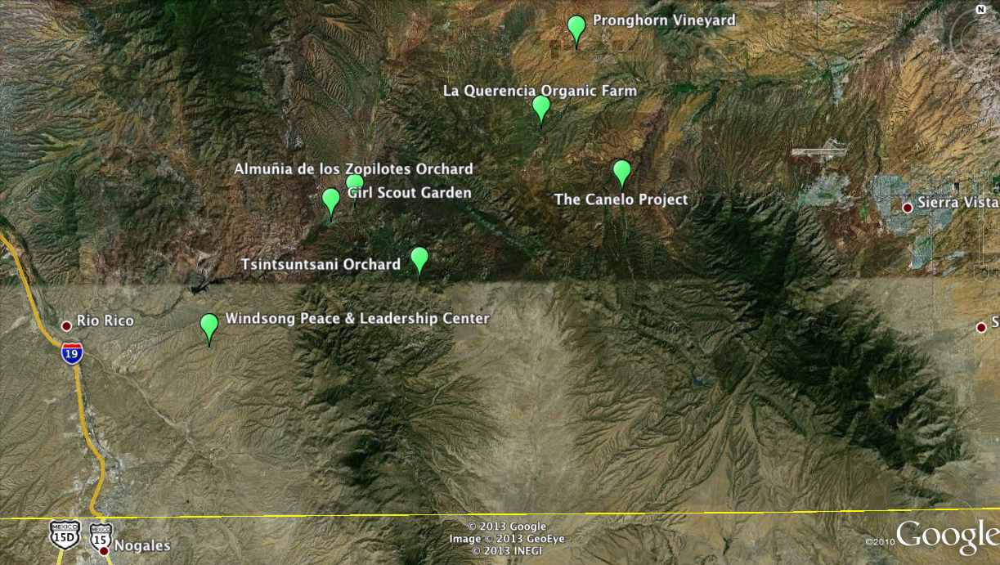 N
Pronghorn Vineyard
La Querencia Organic Farm
Almuñia de los Zopilotes Orchard
Girl Scout Garden
The Canelo Project
Sierra Vista
Tsintsuntsani Orchard
Windsong Peace & Leadership Center
Rio Rico
S
19
© 2013 Google
Image © 2013 GeoEye
© 2013 INEGI
©2010 Google
MEXICO
15D
MEXICO
15
Nogales